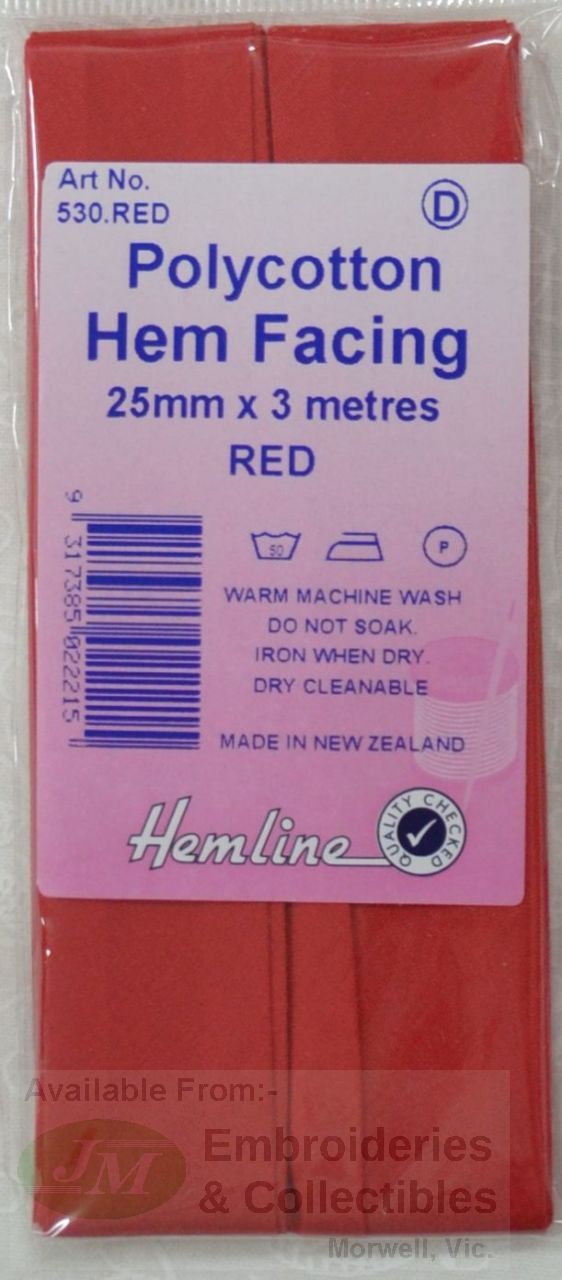 Art No.
530.RED
D
Polycotton
Hem Facing
25mm x 3 metres
RED
50
P
WARM MACHINE WASH
DO NOT SOAK.
IRON WHEN DRY.
DRY CLEANABLE
MADE IN NEW ZEALAND
9 317385 022215
Hemline
QUALITY CHECKED
Available From:-
JM
Embroideries
& Collectibles
Morwell, Vic.